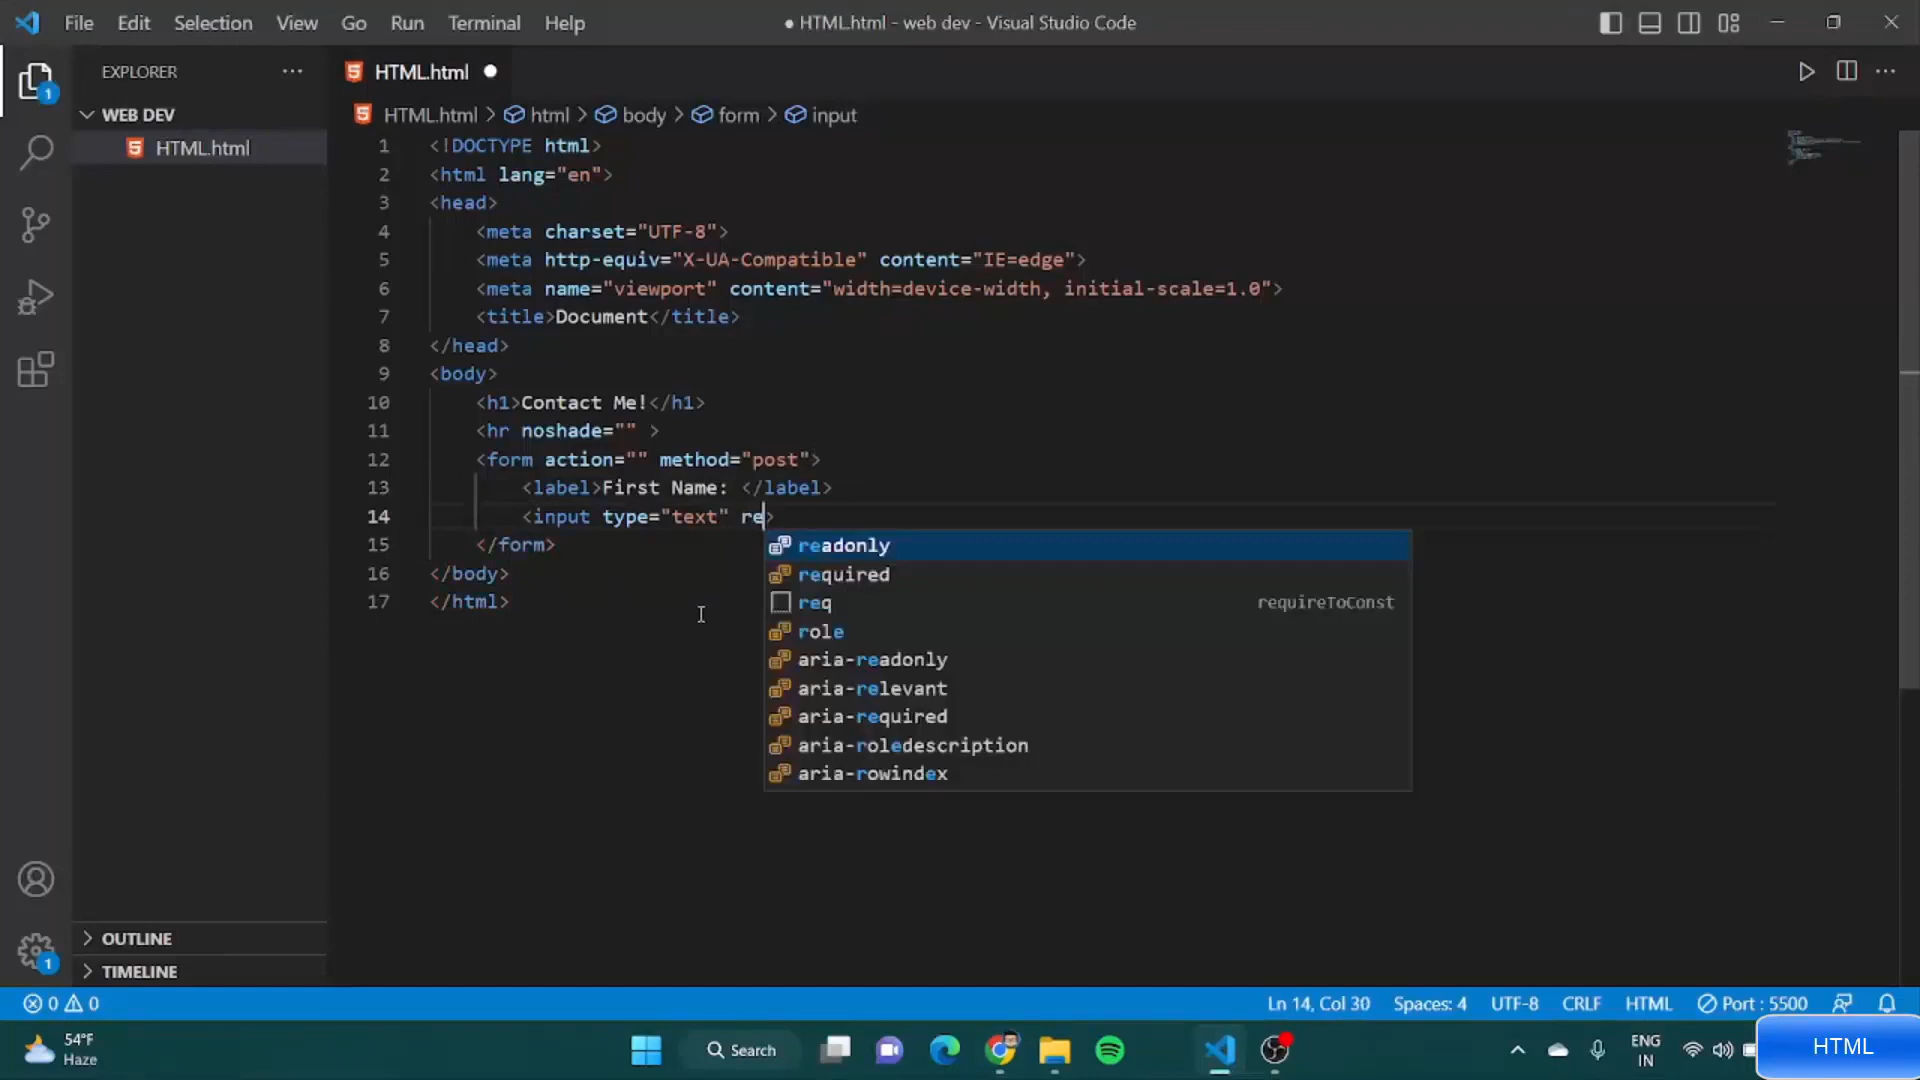 File Edit Selection View Go Run Terminal Help
● HTML.html - web dev - Visual Studio Code
EXPLORER
HTML.html
WEB DEV
HTML.html > html > body > form > input
HTML.html
1 <!DOCTYPE html>
2 <html lang="en">
3 <head>
4 <meta charset="UTF-8">
5 <meta http-equiv="X-UA-Compatible" content="IE=edge">
6 <meta name="viewport" content="width=device-width, initial-scale=1.0">
7 <title>Document</title>
8 </head>
9 <body>
10 <h1>Contact Me!</h1>
11 <hr noshade="" >
12 <form action="" method="post">
13 <label>First Name: </label>
14 <input type="text" re>
15 </form>
16 </body>
17 </html>
readonly
required
req requireToConst
role
aria-readonly
aria-relevant
aria-required
aria-roledescription
aria-rowindex
1
1
OUTLINE
TIMELINE
0 0
Ln 14, Col 30 Spaces: 4 UTF-8 CRLF HTML Port : 5500
54°F
Haze
Search
ENG
IN
HTML